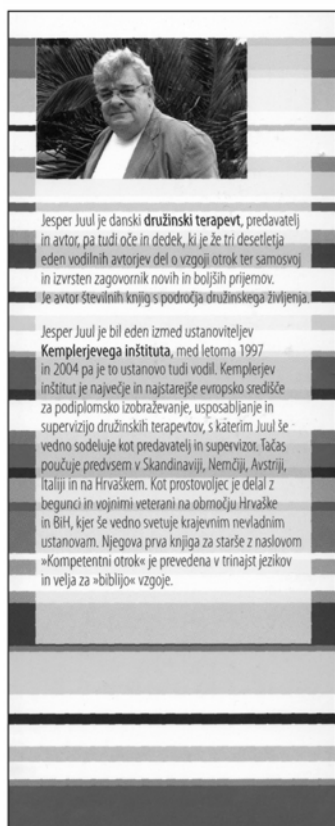 Jesper Juul je danski družinski terapevt, predavatelj
in avtor, pa tudi oče in dedek, ki je že tri desetletja
eden vodilnih avtorjev del o vzgoji otrok ter samosvoj
in izvrsten zagovornik novih in boljših prijemov.
Je avtor številnih knjig s področja družinskega življenja.
Jesper Juul je bil eden izmed ustanoviteljev
Kemplerjevega inštituta, med letoma 1997
in 2004 pa je to ustanovo tudi vodil. Kemplerjev
inštitut je največje in najstarejše evropsko središče
za podiplomsko izobraževanje, usposabljanje in
supervizijo družinskih terapevtov, s katerim Juul še
vedno sodeluje kot predavatelj in supervizor. Tačas
poučuje predvsem v Skandinaviji, Nemčiji, Avstriji,
Italiji in na Hrvaškem. Kot prostovoljec je delal z
begunci in vojnimi veterani na območju Hrvaške
in BiH, kjer še vedno svetuje krajevnim nevladnim
ustanovam. Njegova prva knjiga za starše z naslovom
»Kompetentni otrok« je prevedena v trinajst jezikov
in velja za »biblijo« vzgoje.